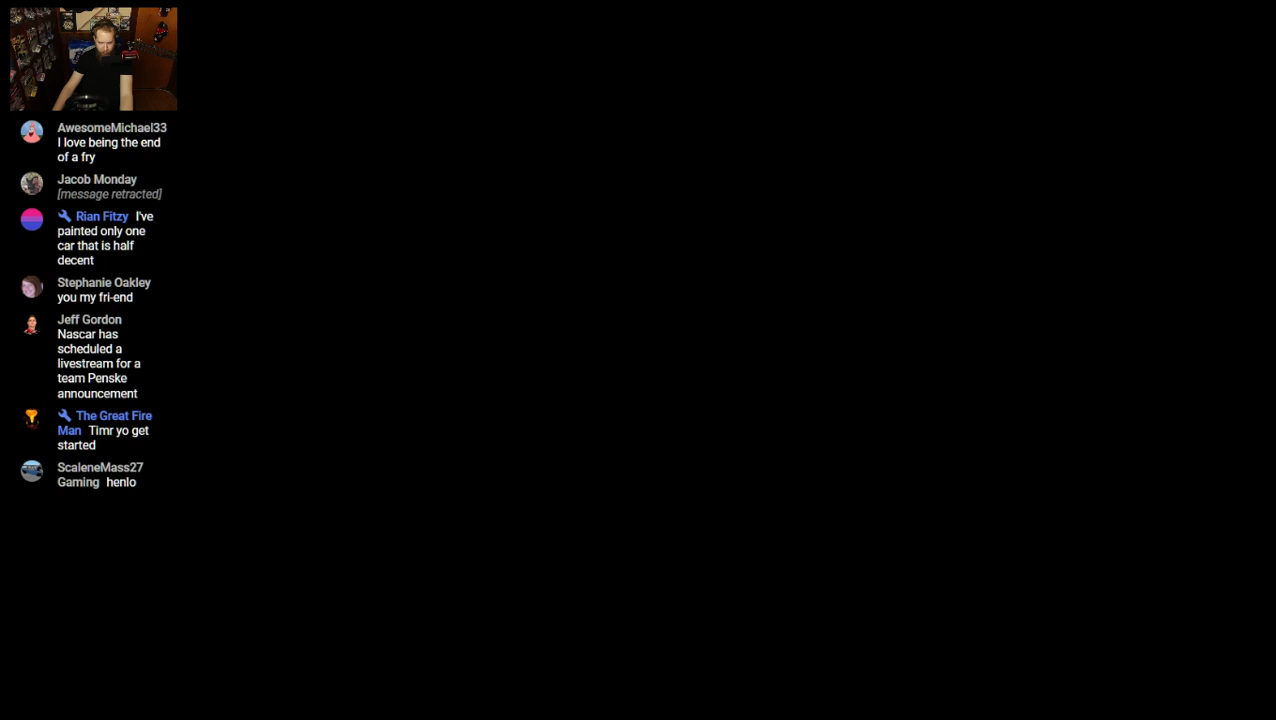 AwesomeMichael33
I love being the end
of a fry
Jacob Monday
[message retracted]
Rian Fitzy I've
painted only one
car that is half
decent
Stephanie Oakley
you my fri-end
Jeff Gordon
Nascar has
scheduled a
livestream for a
team Penske
announcement
The Great Fire
Man Timr yo get
started
ScaleneMass27
Gaming henlo